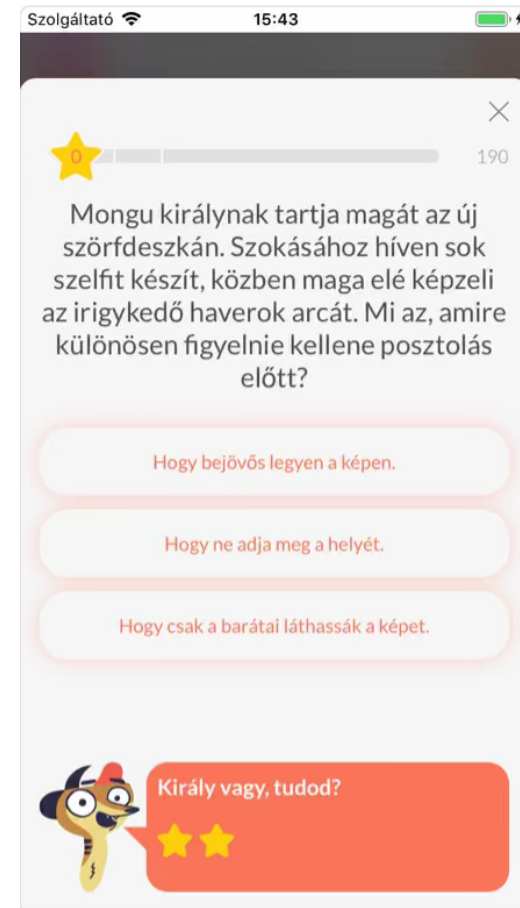 Szolgáltató 15:43
0 190
Mongu királynak tartja magát az új
szörfdeszkán. Szokásához híven sok
szelfit készít, közben maga elé képzeli
az irigykedő haverok arcát. Mi az, amire
különösen figyelnie kellene posztolás
előtt?
Hogy bejövős legyen a képen.
Hogy ne adja meg a helyét.
Hogy csak a barátai láthassák a képet.
Király vagy, tudod?